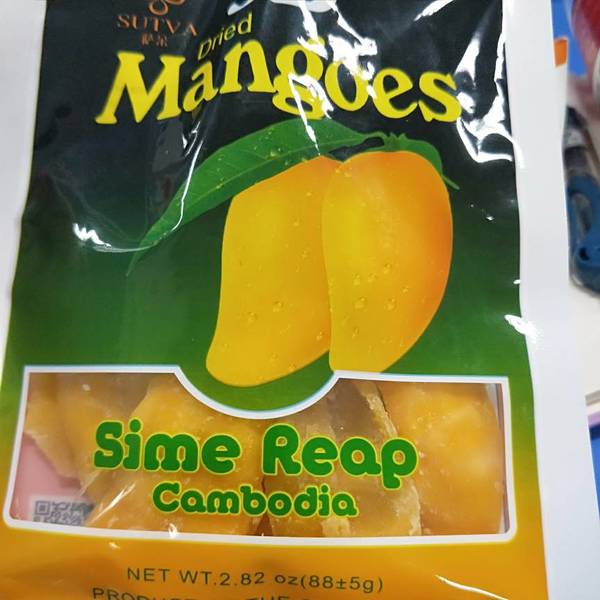 SUTVA
Dried
Mangoes
Sime Reap
Cambodia
NET WT.2.82 oz(88±5g)